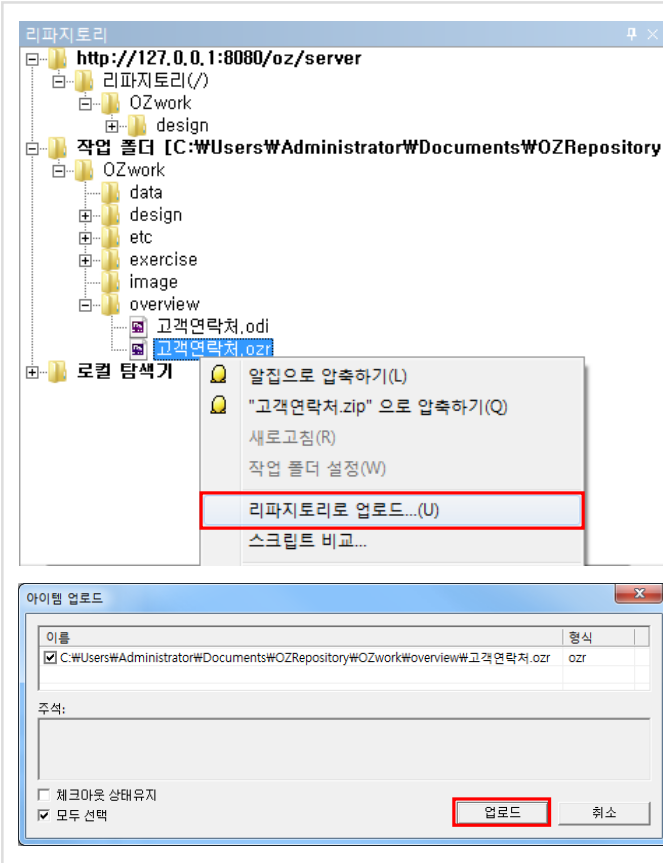 리파지토리
http://127.0.0.1:8080/oz/server
리파지토리(/)
OZwork
design
작업 폴더 [C:₩Users₩Administrator₩Documents₩OZRepository
OZwork
data
design
etc
exercise
image
overview
고객연락처.odi
고객연락처.ozr
로컬 탐색기
알집으로 압축하기(L)
"고객연락처.zip" 으로 압축하기(Q)
새로고침(R)
작업 폴더 설정(W)
리파지토리로 업로드...(U)
스크립트 비교...
아이템 업로드
이름 형식
C:₩Users₩Administrator₩Documents₩OZRepository₩OZwork₩overview₩고객연락처.ozr ozr
주석:
체크아웃 상태유지
모두 선택
업로드 취소